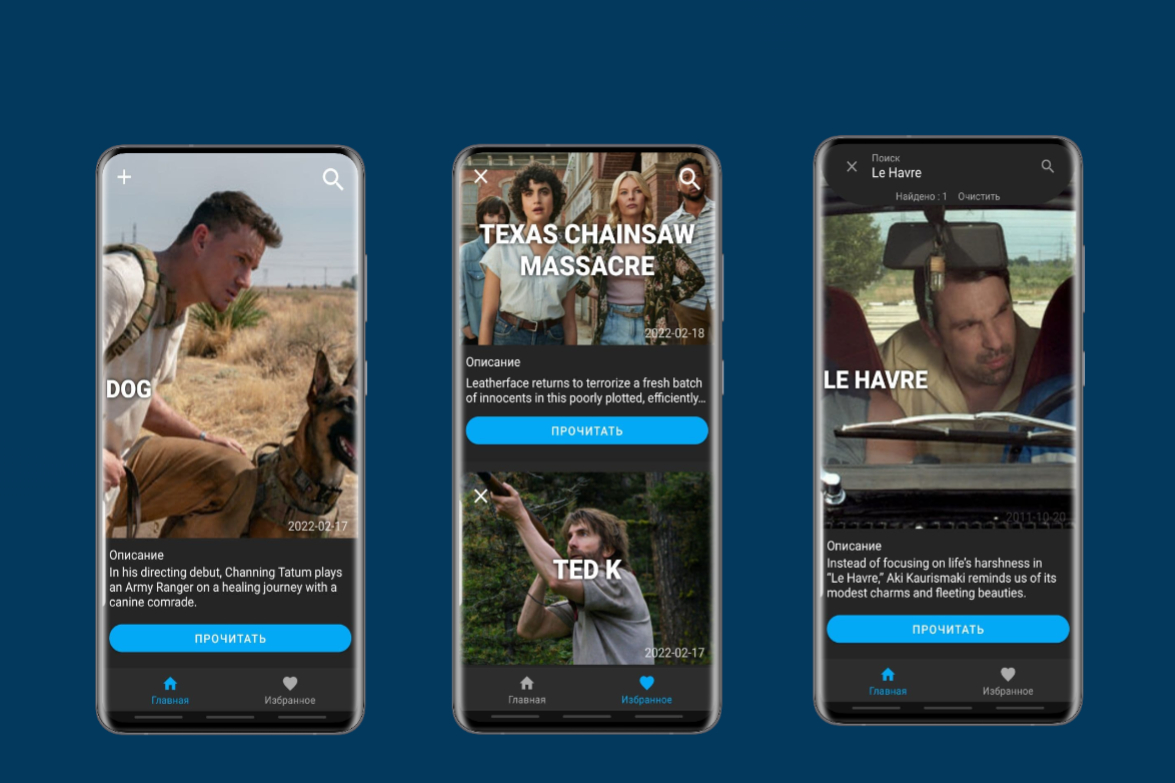 DOG
2022-02-17
Описание
In his directing debut, Channing Tatum plays
an Army Ranger on a healing journey with a
canine comrade.
ПРОЧИТАТЬ
Главная
Избранное
TEXAS CHAINSAW
MASSACRE
2022-02-18
Описание
Leatherface returns to terrorize a fresh batch
of innocents in this poorly plotted, efficiently...
ПРОЧИТАТЬ
TED K
2022-02-17
Главная
Избранное
Поиск
Le Havre
Найдено : 1 Очистить
LE HAVRE
2011-10-20
Описание
Instead of focusing on life’s harshness in
“Le Havre,” Aki Kaurismaki reminds us of its
modest charms and fleeting beauties.
ПРОЧИТАТЬ
Главная
Избранное